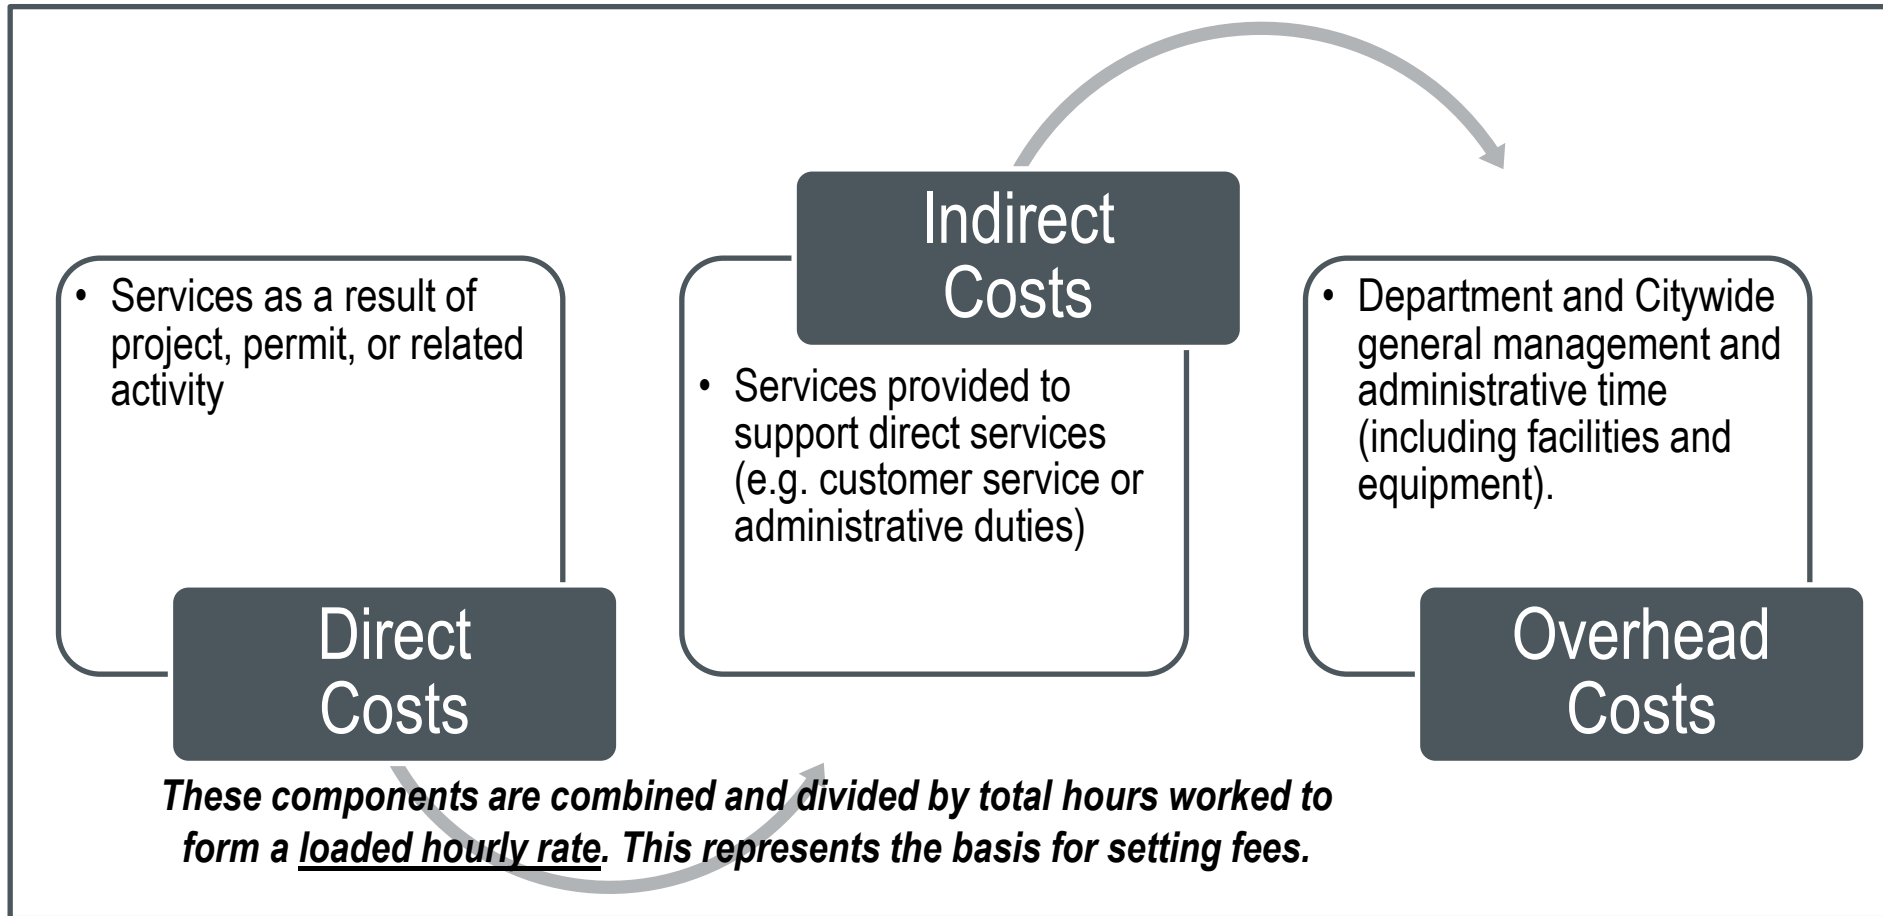 • Services as a result of
project, permit, or related
activity
Direct
Costs
Indirect
Costs
• Services provided to
support direct services
(e.g. customer service or
administrative duties)
• Department and Citywide
general management and
administrative time
(including facilities and
equipment).
Overhead
Costs
These components are combined and divided by total hours worked to
form a loaded hourly rate. This represents the basis for setting fees.